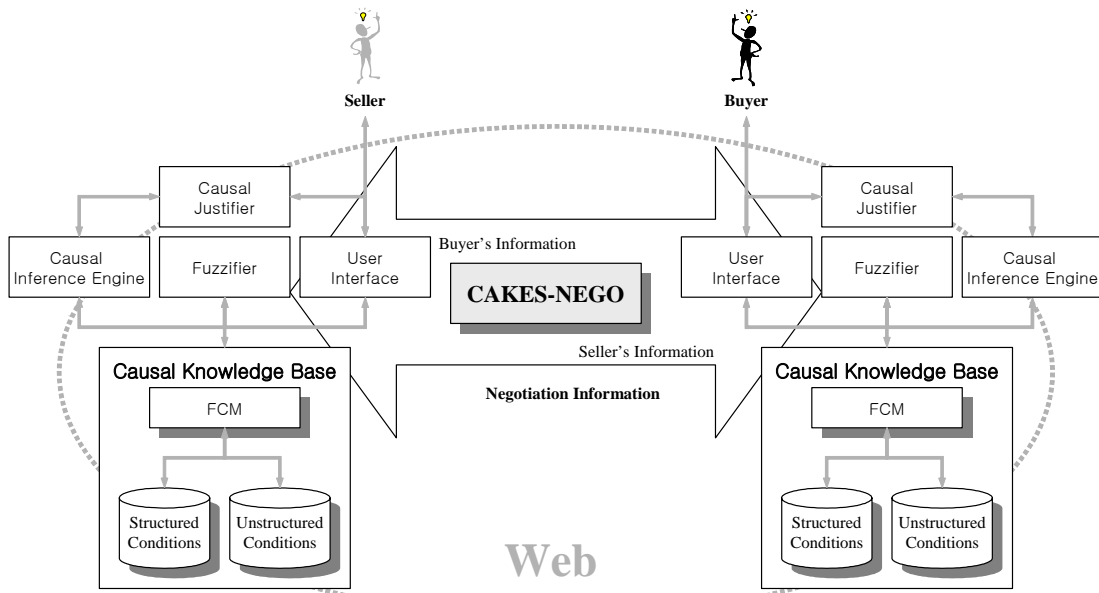 Seller
Buyer
Causal
Justifier
Causal
Justifier
Causal
Inference Engine
Fuzzifier
User
Interface
Buyer's Information
CAKES-NEGO
User
Interface
Fuzzifier
Causal
Inference Engine
Seller's Information
Negotiation Information
Causal Knowledge Base
FCM
Structured
Conditions
Unstructured
Conditions
Causal Knowledge Base
FCM
Structured
Conditions
Unstructured
Conditions
Web